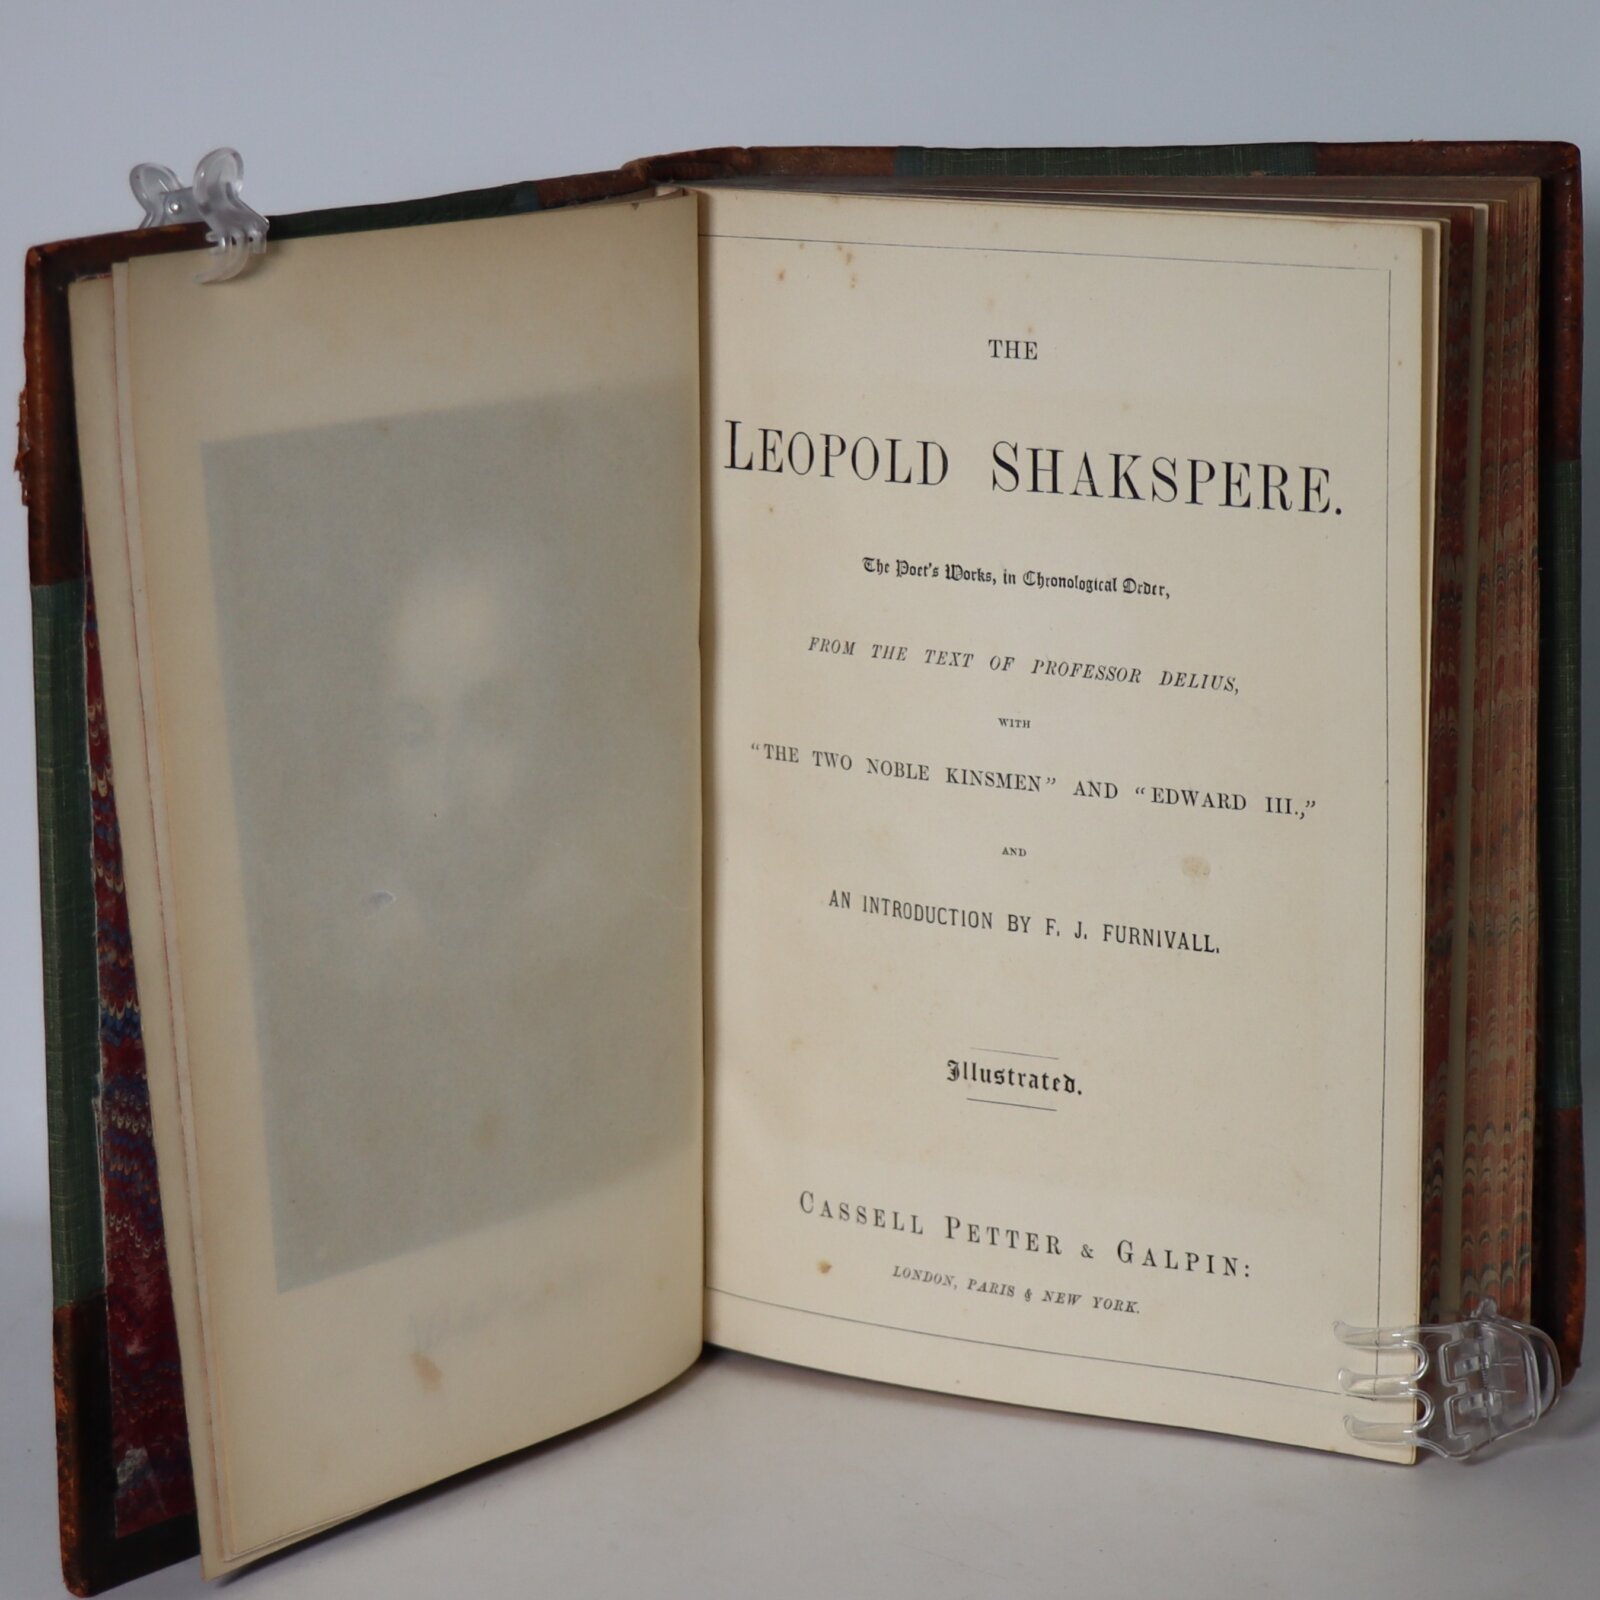 THE
LEOPOLD SHAKSPERE.
The Poet's Works, in Chronological Order,
FROM THE TEXT OF PROFESSOR DELIUS,
WITH
"THE TWO NOBLE KINSMEN" AND "EDWARD III.,"
AND
AN INTRODUCTION BY F. J. FURNIVALL.
Illustrated.
CASSELL PETTER & GALPIN:
LONDON, PARIS & NEW YORK.